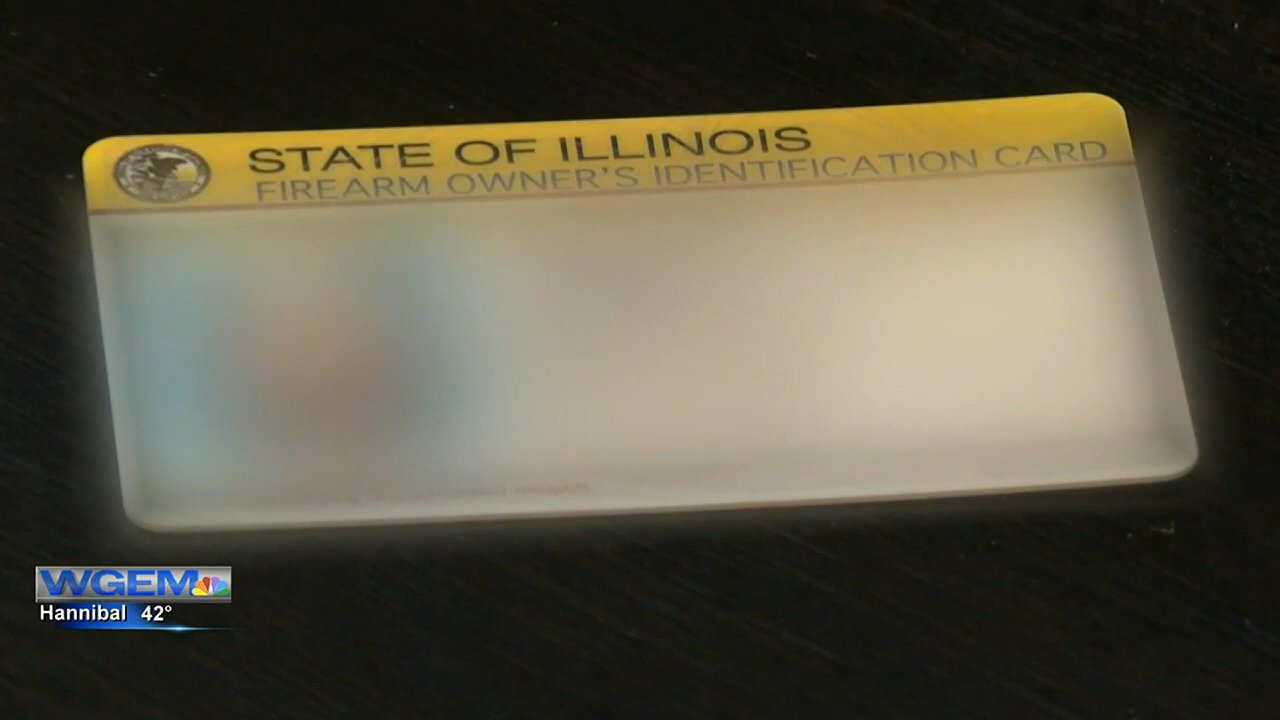 STATE OF ILLINOIS
FIREARM OWNER'S IDENTIFICATION CARD
WGEM
Hannibal 42°